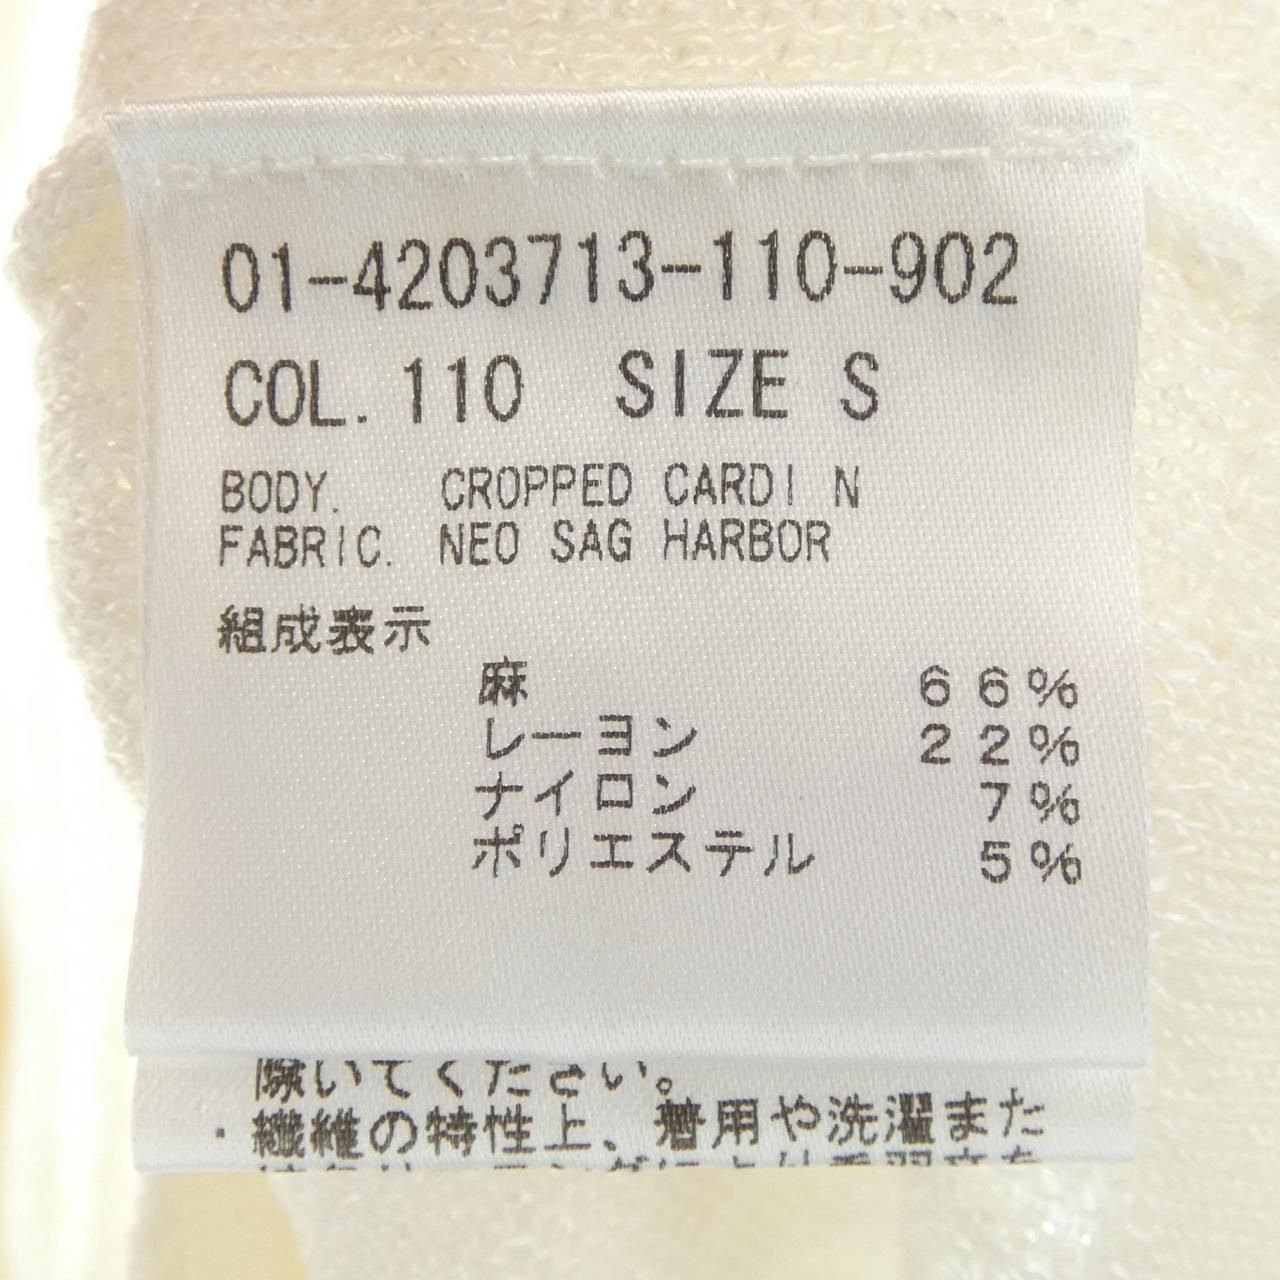 01-4203713-110-902
COL. 110 SIZE S
BODY. CROPPED CARDI N
FABRIC. NEO SAG HARBOR
組成表示
麻 66%
レーヨン 22%
ナイロン 7%
ポリエステル 5%
除いてください。
・繊維の特性上、着用や洗濯また